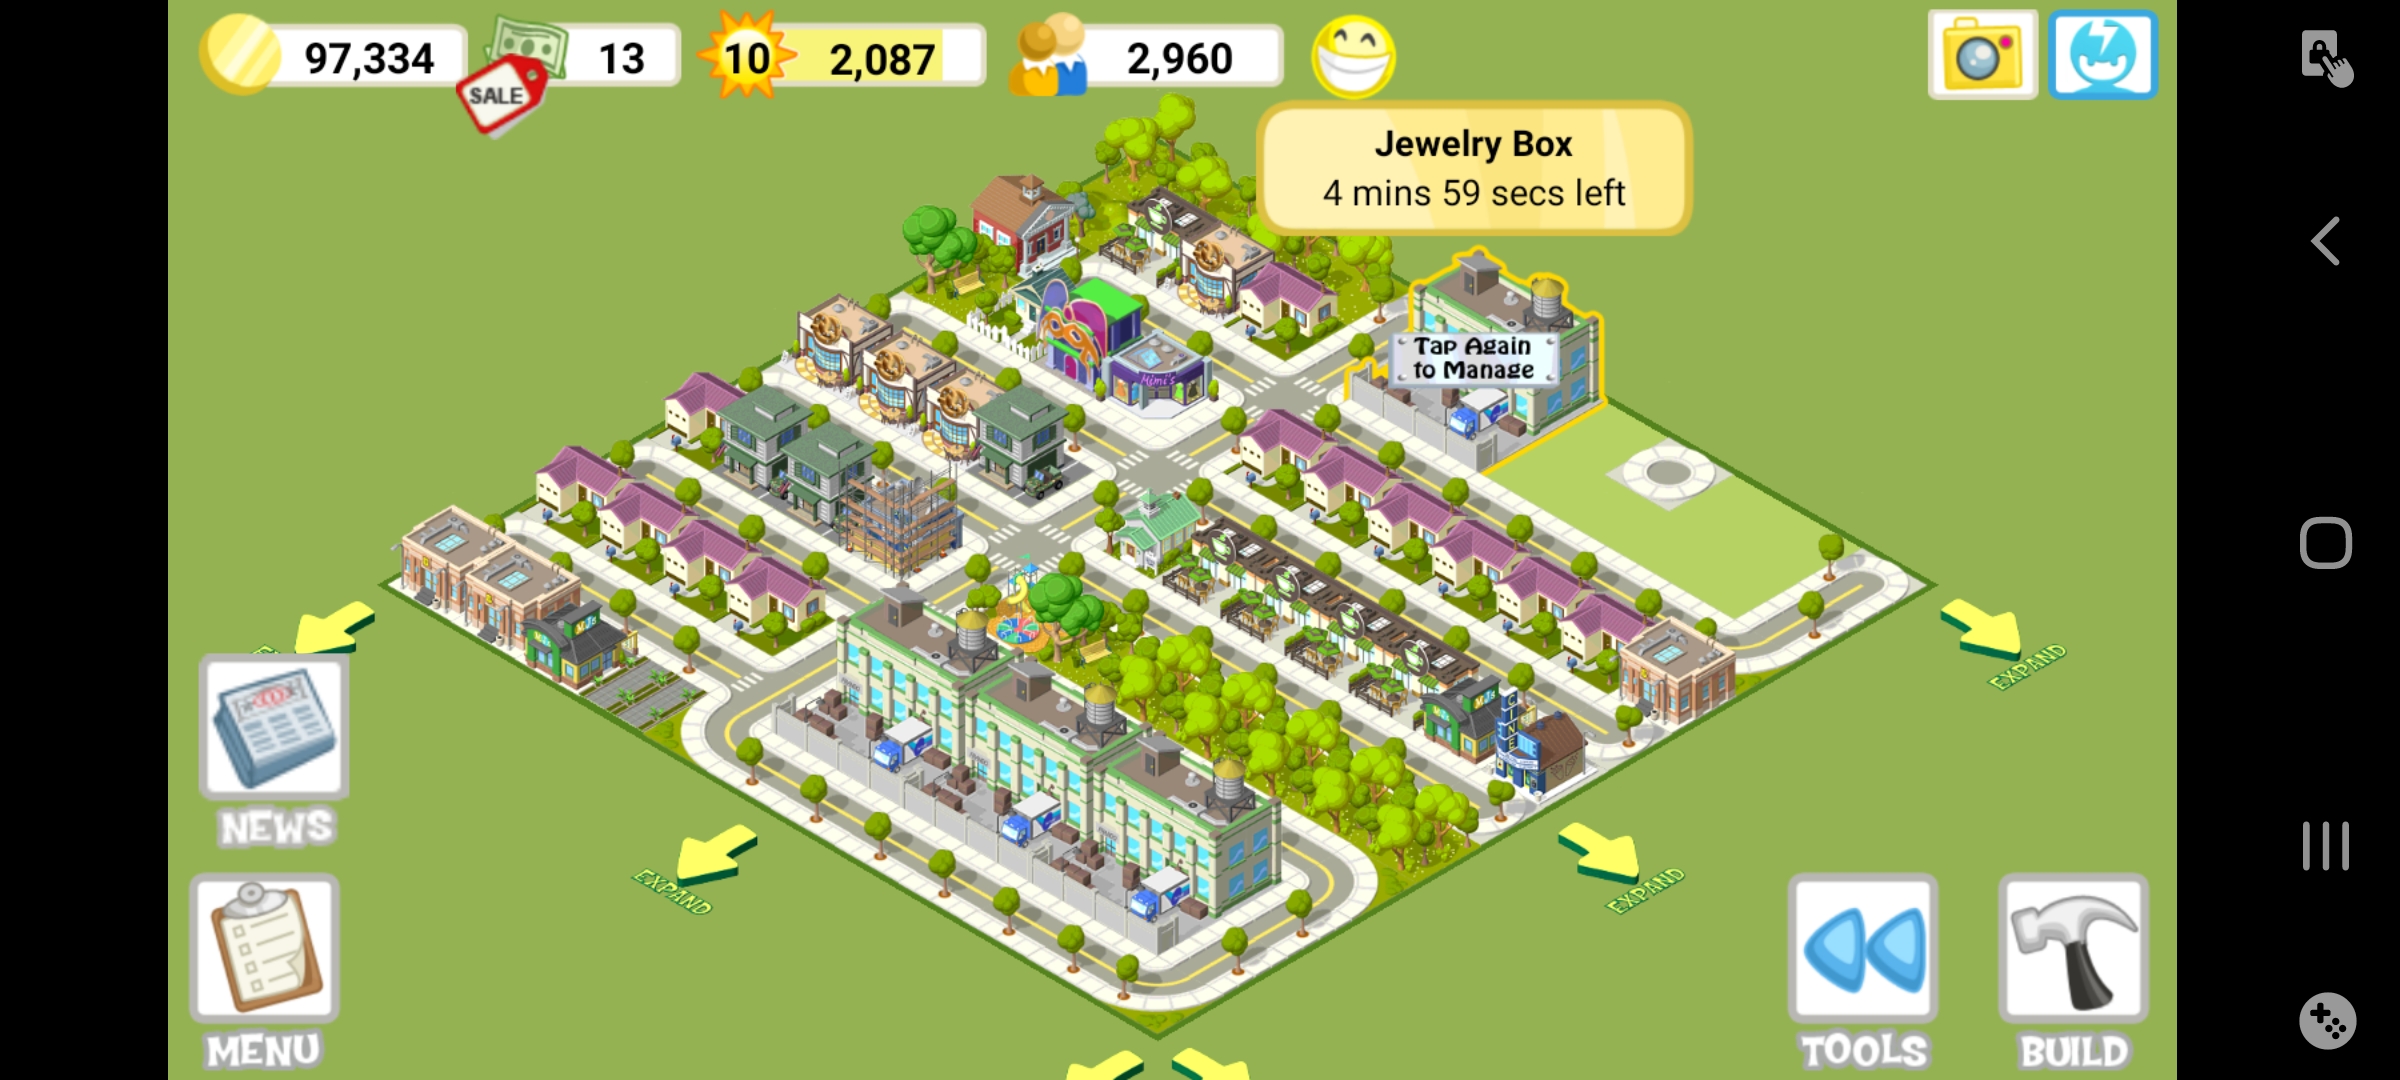 97,334
SALE
13
10
2,087
2,960
Jewelry Box
4 mins 59 secs left
Tap Again
to Manage
Mimi's
EXPAND
EXPAND
EXPAND
NEWS
MENU
TOOLS
BUILD